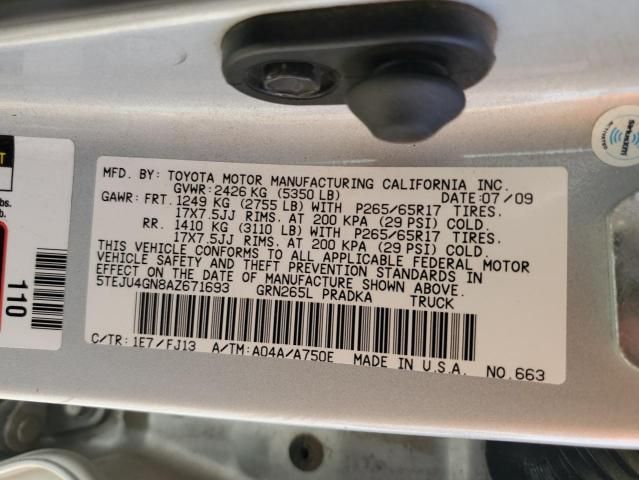 MFD. BY: TOYOTA MOTOR MANUFACTURING CALIFORNIA INC.
GVWR: 2426 KG (5350 LB) DATE: 07/09
GAWR: FRT. 1249 KG (2755 LB) WITH P265/65R17 TIRES.
17X7.5JJ RIMS. AT 200 KPA (29 PSI) COLD.
RR. 1410 KG (3110 LB) WITH P265/65R17 TIRES.
17X7.5JJ RIMS. AT 200 KPA (29 PSI) COLD.
THIS VEHICLE CONFORMS TO ALL APPLICABLE FEDERAL MOTOR
VEHICLE SAFETY AND THEFT PREVENTION STANDARDS IN
EFFECT ON THE DATE OF MANUFACTURE SHOWN ABOVE.
5TEJU4GN8AZ671693 GRN265L PRADKA TRUCK
C/TR: 1E7/FJ13 A/TM: A04A/A750E MADE IN U.S.A. NO.663
110
lbs.
siriusxm